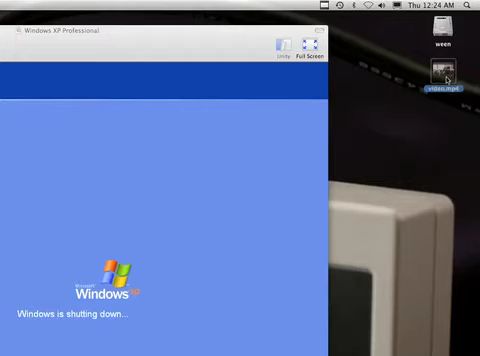 Thu 12:24 AM
Windows XP Professional
Unity
Full Screen
ween
video.mp4
Microsoft
Windows xp
Windows is shutting down...